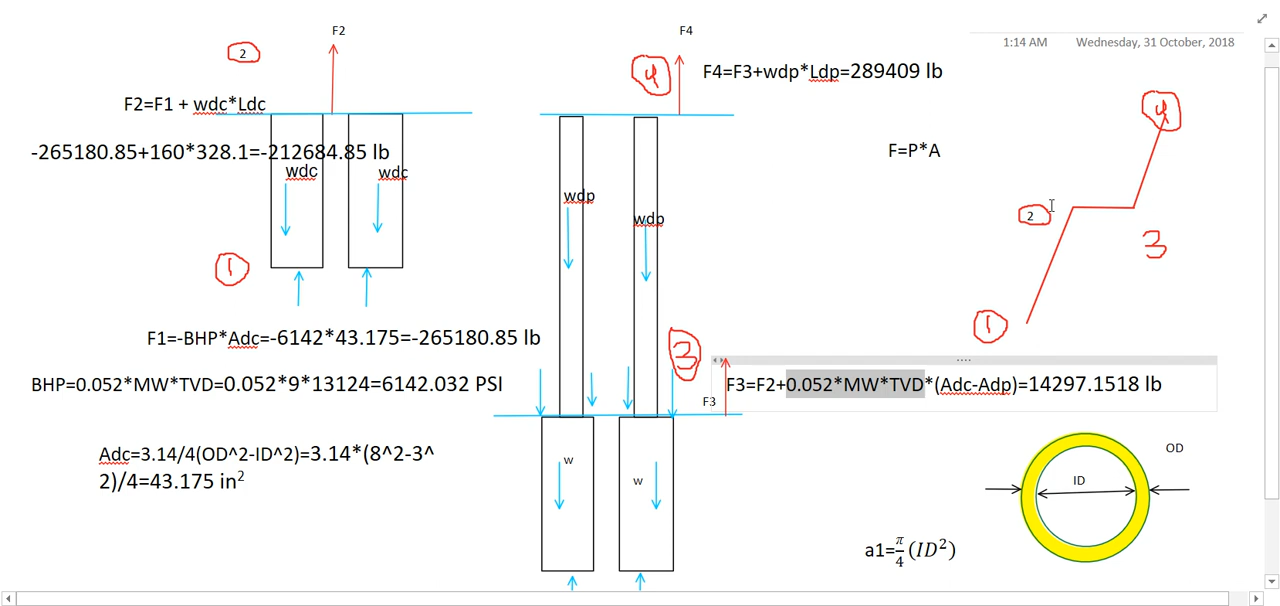 F2
F4
1:14 AM Wednesday, 31 October, 2018
2
4
F4=F3+wdp*Ldp=289409 lb
F2=F1 + wdc*Ldc
4
-265180.85+160*328.1=-212684.85 lb
F=P*A
wdc
wdc
wdp
wdp
2
3
1
1
F1=-BHP*Adc=-6142*43.175=-265180.85 lb
3
BHP=0.052*MW*TVD=0.052*9*13124=6142.032 PSI
F3=F2+0.052*MW*TVD*(Adc-Adp)=14297.1518 lb
F3
Adc=3.14/4(OD^2-ID^2)=3.14*(8^2-3^
2)/4=43.175 in²
w
w
OD
ID
a1=π/4(ID²)